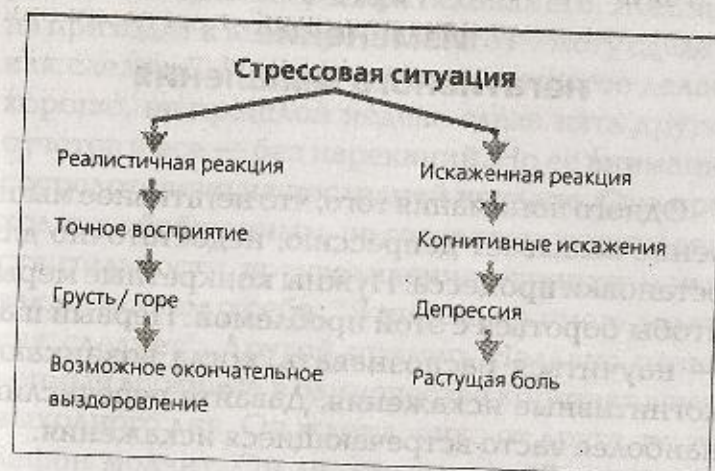 Стрессовая ситуация
Реалистичная реакция
Точное восприятие
Грусть / горе
Возможное окончательное
выздоровление
Искаженная реакция
Когнитивные искажения
Депрессия
Растущая боль